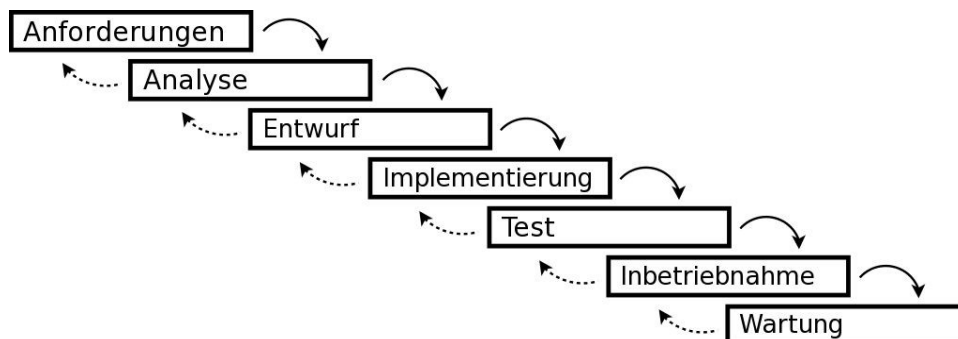 Anforderungen
Analyse
Entwurf
Implementierung
Test
Inbetriebnahme
Wartung